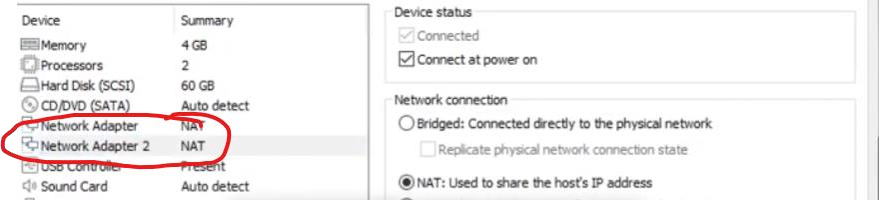 Device Summary
Memory 4 GB
Processors 2
Hard Disk (SCSI) 60 GB
CD/DVD (SATA) Auto detect
Network Adapter NAT
Network Adapter 2 NAT
USB Controller Present
Sound Card Auto detect
Device status
Connected
Connect at power on
Network connection
Bridged: Connected directly to the physical network
Replicate physical network connection state
NAT: Used to share the host's IP address